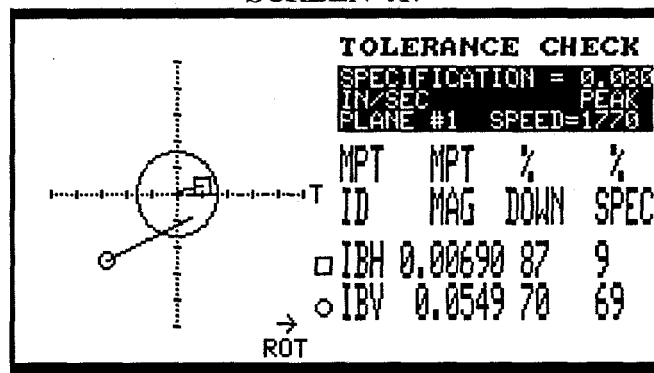 TOLERANCE CHECK
SPECIFICATION = 0.080
IN/SEC PEAK
PLANE #1 SPEED=1770
MPT MPT % %
ID MAG DOWN SPEC
IBH 0.00690 87 9
IBV 0.0549 70 69
T
→
ROT